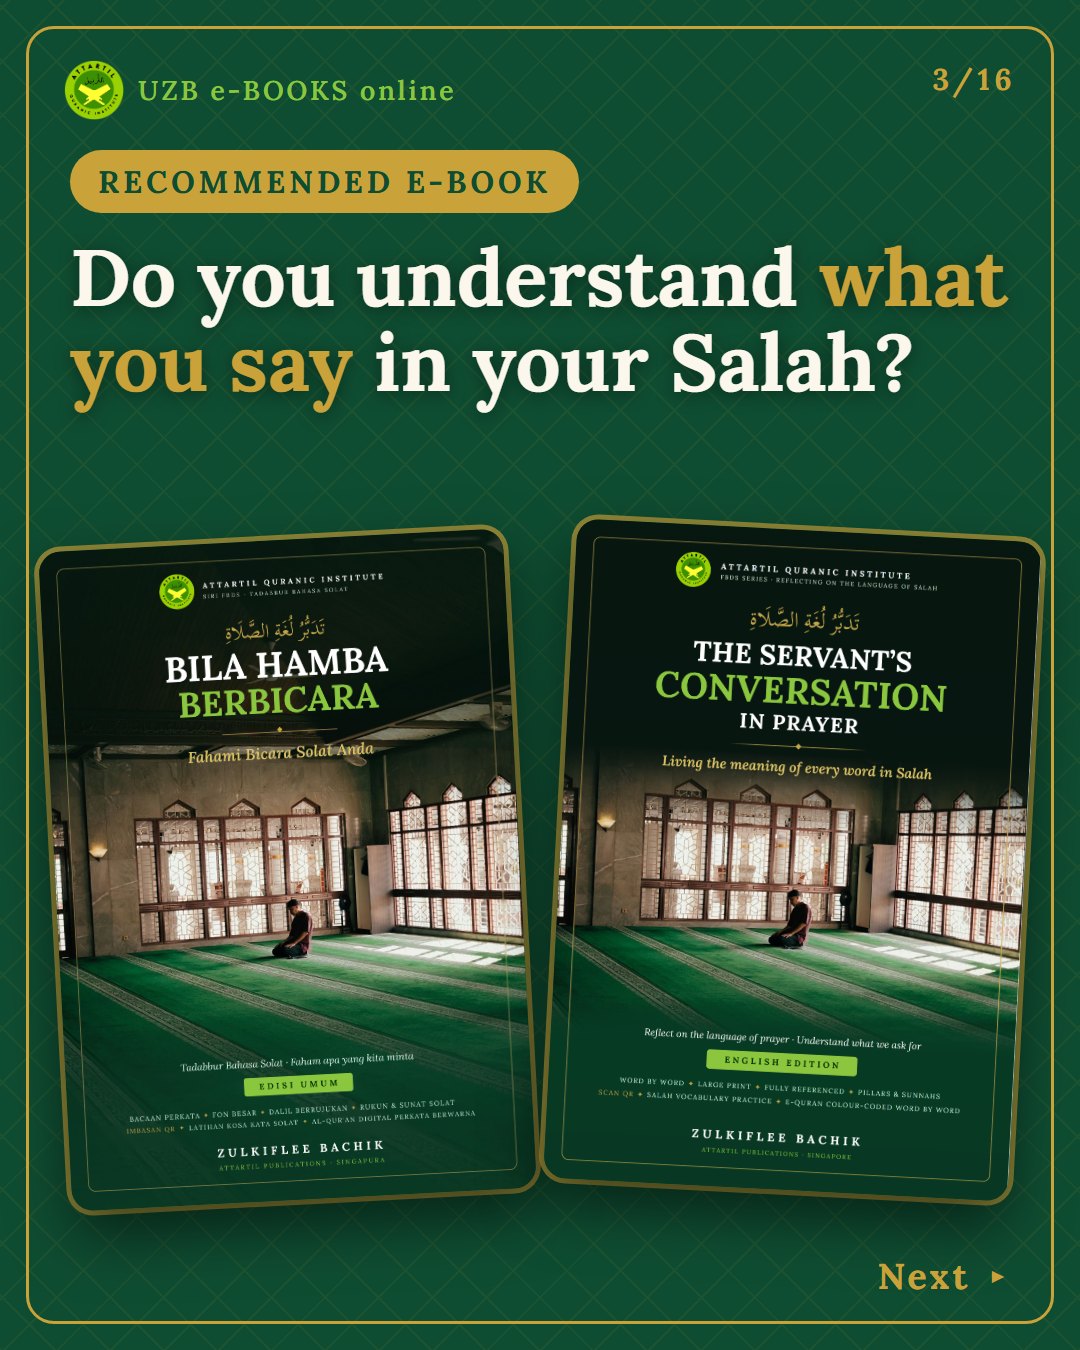 ATTARTIL
QURANIC INSTITUTE
UZB e-BOOKS online
3/16
RECOMMENDED E-BOOK
Do you understand what
you say in your Salah?
ATTARTIL QURANIC INSTITUTE
SIRI FBDS · TADABBUR BAHASA SOLAT
تَدَبُّرُ لُغَةِ الصَّلَاةِ
BILA HAMBA
BERBICARA
Fahami Bicara Solat Anda
Tadabbur Bahasa Solat · Faham apa yang kita minta
EDISI UMUM
BACAAN PERKATA ✦ FON BESAR ✦ DALIL BERRUJUKAN ✦ RUKUN & SUNAT SOLAT
IMBASAN QR ✦ LATIHAN KOSA KATA SOLAT ✦ AL-QUR'AN DIGITAL PERKATA BERWARNA
ZULKIFLEE BACHIK
ATTARTIL PUBLICATIONS · SINGAPURA
ATTARTIL QURANIC INSTITUTE
FBDS SERIES · REFLECTING ON THE LANGUAGE OF SALAH
تَدَبُّرُ لُغَةِ الصَّلَاةِ
THE SERVANT'S
CONVERSATION
IN PRAYER
Living the meaning of every word in Salah
Reflect on the language of prayer · Understand what we ask for
ENGLISH EDITION
WORD BY WORD ✦ LARGE PRINT ✦ FULLY REFERENCED ✦ PILLARS & SUNNAHS
SCAN QR ✦ SALAH VOCABULARY PRACTICE ✦ E-QURAN COLOUR-CODED WORD BY WORD
ZULKIFLEE BACHIK
ATTARTIL PUBLICATIONS · SINGAPORE
Next ►